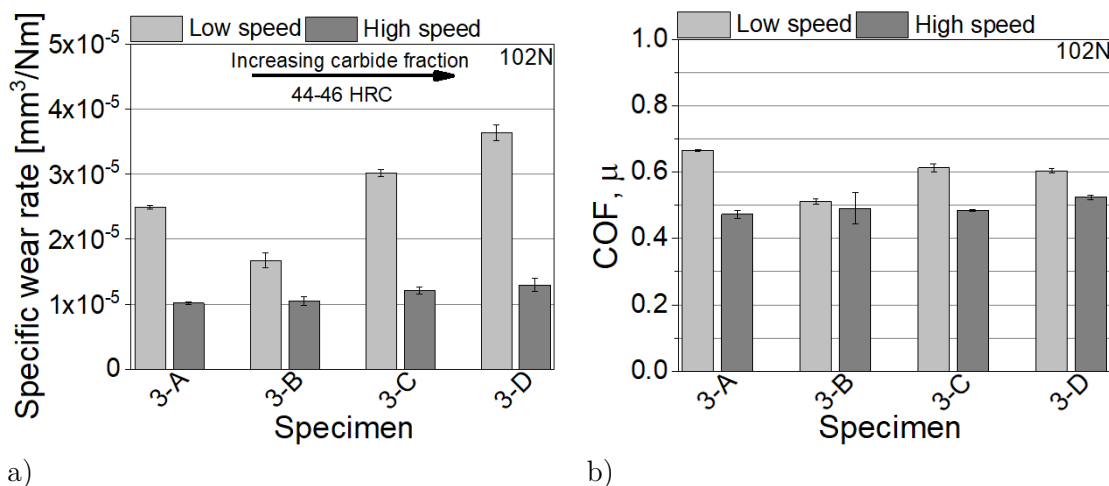 Low speed High speed
5x10⁻⁵
4x10⁻⁵
3x10⁻⁵
2x10⁻⁵
1x10⁻⁵
0
Specific wear rate [mm³/Nm]
102N
Increasing carbide fraction
44-46 HRC
3-A 3-B 3-C 3-D
Specimen
a)
Low speed High speed
1.0
0.8
0.6
0.4
0.2
0.0
COF, μ
102N
3-A 3-B 3-C 3-D
Specimen
b)